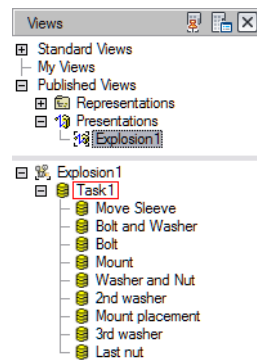 Views
Standard Views
My Views
Published Views
Representations
Presentations
Explosion1
Explosion1
Task1
Move Sleeve
Bolt and Washer
Bolt
Mount
Washer and Nut
2nd washer
Mount placement
3rd washer
Last nut